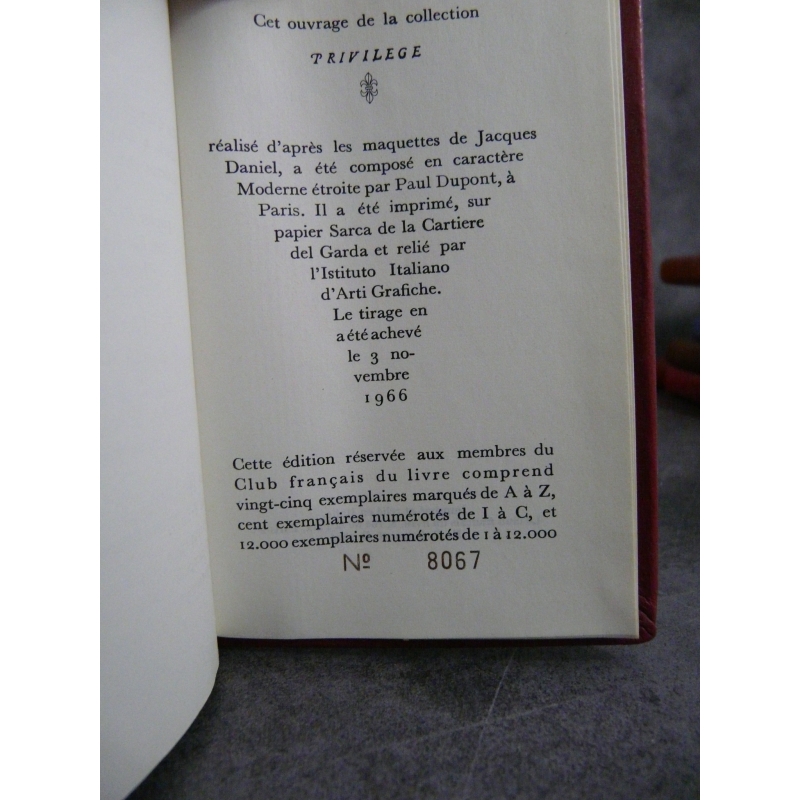 Cet ouvrage de la collection
PRIVILEGE
réalisé d'après les maquettes de Jacques
Daniel, a été composé en caractère
Moderne étroite par Paul Dupont, à
Paris. Il a été imprimé, sur
papier Sarca de la Cartiere
del Garda et relié par
l'Istituto Italiano
d'Arti Grafiche.
Le tirage en
a été achevé
le 3 no-
vembre
1966
Cette édition réservée aux membres du
Club français du livre comprend
vingt-cinq exemplaires marqués de A à Z,
cent exemplaires numérotés de I à C, et
12.000 exemplaires numérotés de 1 à 12.000
Nº 8067